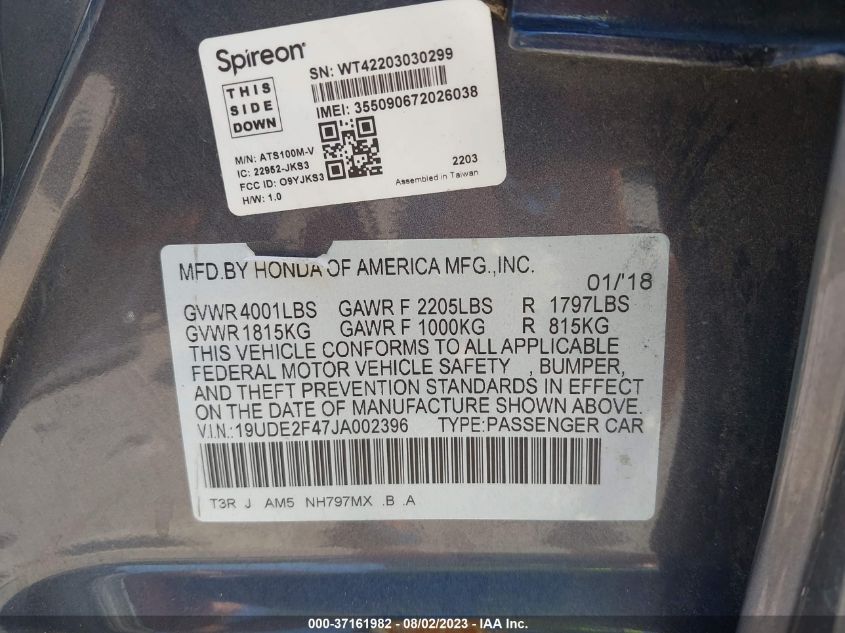 Spireon
SN: WT42203030299
THIS
SIDE
DOWN
IMEI: 355090672026038
M/N: ATS100M-V
IC: 22952-JKS3
FCC ID: O9YJKS3
H/W: 1.0
2203
Assembled in Taiwan
MFD.BY HONDA OF AMERICA MFG.,INC.
01/'18
GVWR 4001LBS GAWR F 2205LBS R 1797LBS
GVWR 1815KG GAWR F 1000KG R 815KG
THIS VEHICLE CONFORMS TO ALL APPLICABLE
FEDERAL MOTOR VEHICLE SAFETY , BUMPER,
AND THEFT PREVENTION STANDARDS IN EFFECT
ON THE DATE OF MANUFACTURE SHOWN ABOVE.
V.I.N.:19UDE2F47JA002396 TYPE:PASSENGER CAR
T3R J AM5 NH797MX .B .A
000-37161982 - 08/02/2023 - IAA Inc.